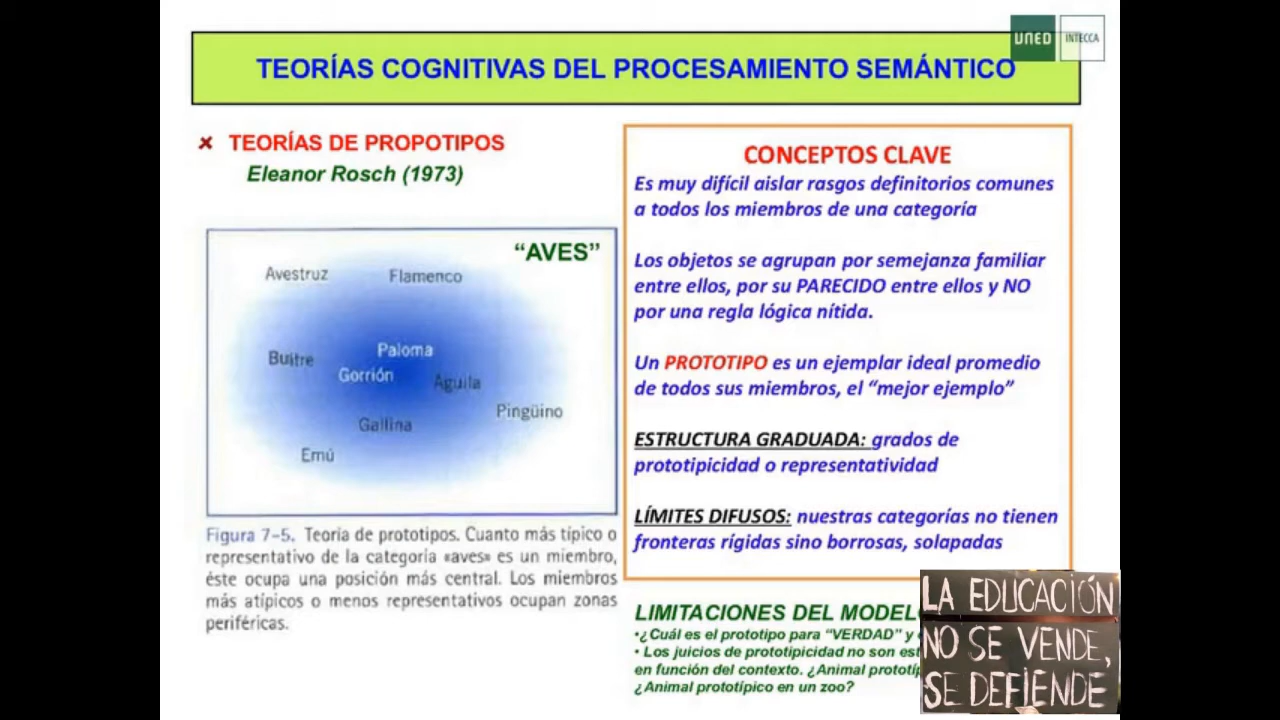 UNED
INTECCA
TEORÍAS COGNITIVAS DEL PROCESAMIENTO SEMÁNTICO
TEORÍAS DE PROPOTIPOS
Eleanor Rosch (1973)
“AVES”
Avestruz
Flamenco
Buitre
Paloma
Gorrión
Aguila
Pingüino
Gallina
Emú
Figura 7-5. Teoría de prototipos. Cuanto más típico o
representativo de la categoría «aves» es un miembro,
éste ocupa una posición más central. Los miembros
más atípicos o menos representativos ocupan zonas
periféricas.
CONCEPTOS CLAVE
Es muy difícil aislar rasgos definitorios comunes
a todos los miembros de una categoría
Los objetos se agrupan por semejanza familiar
entre ellos, por su PARECIDO entre ellos y NO
por una regla lógica nítida.
Un PROTOTIPO es un ejemplar ideal promedio
de todos sus miembros, el “mejor ejemplo”
ESTRUCTURA GRADUADA: grados de
prototipicidad o representatividad
LÍMITES DIFUSOS: nuestras categorías no tienen
fronteras rígidas sino borrosas, solapadas
LIMITACIONES DEL MODEL
•¿Cuál es el prototipo para “VERDAD” y
• Los juicios de prototipicidad no son
en función del contexto. ¿Animal
¿Animal prototípico en un zoo?
LA EDUCACIÓN
NO SE VENDE,
SE DEFIENDE